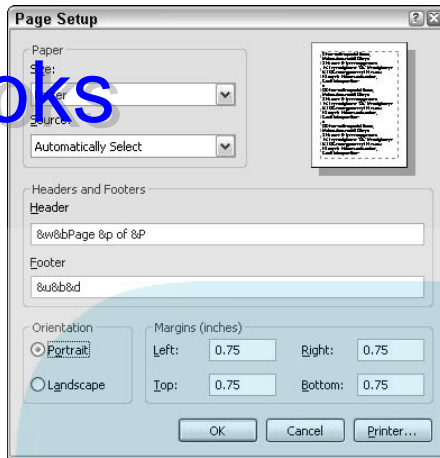 Page Setup
Paper
Size:
oks
Source:
Automatically Select
Headers and Footers
Header
&w&bPage &p of &P
Footer
&u&b&d
Orientation
Portrait
Landscape
Margins (inches)
Left: 0.75 Right: 0.75
Top: 0.75 Bottom: 0.75
OK Cancel Printer...